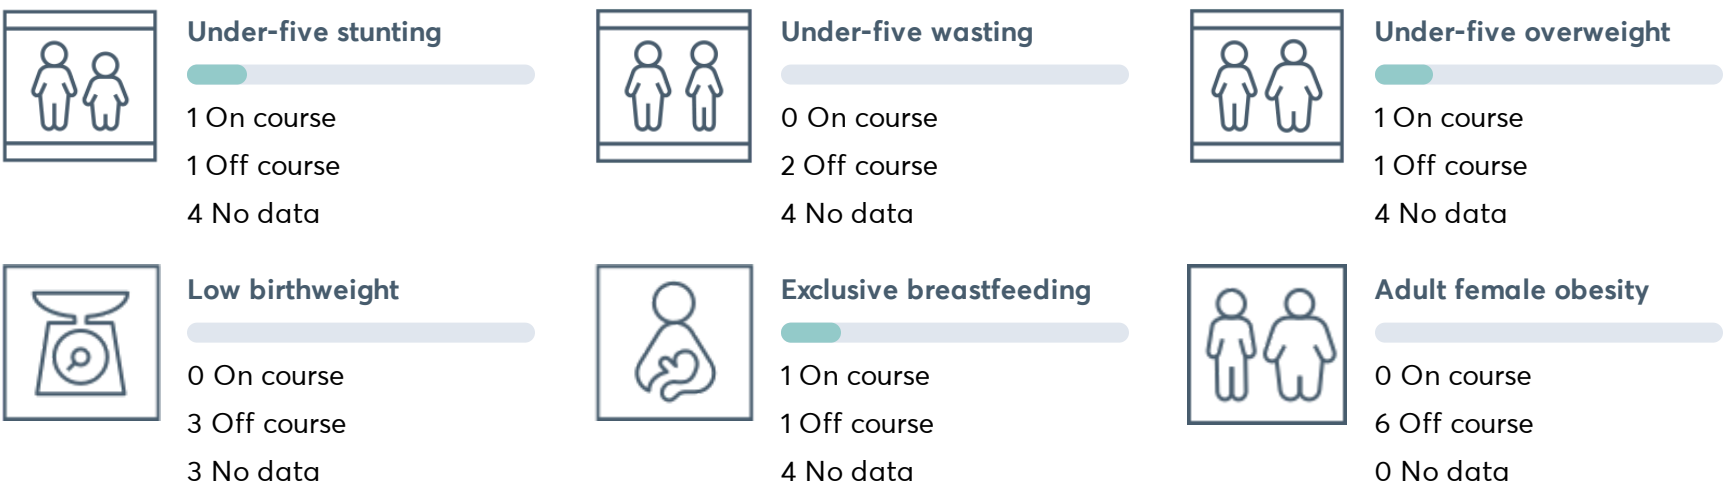 Under-five stunting
1 On course
1 Off course
4 No data
Under-five wasting
0 On course
2 Off course
4 No data
Under-five overweight
1 On course
1 Off course
4 No data
Low birthweight
0 On course
3 Off course
3 No data
Exclusive breastfeeding
1 On course
1 Off course
4 No data
Adult female obesity
0 On course
6 Off course
0 No data